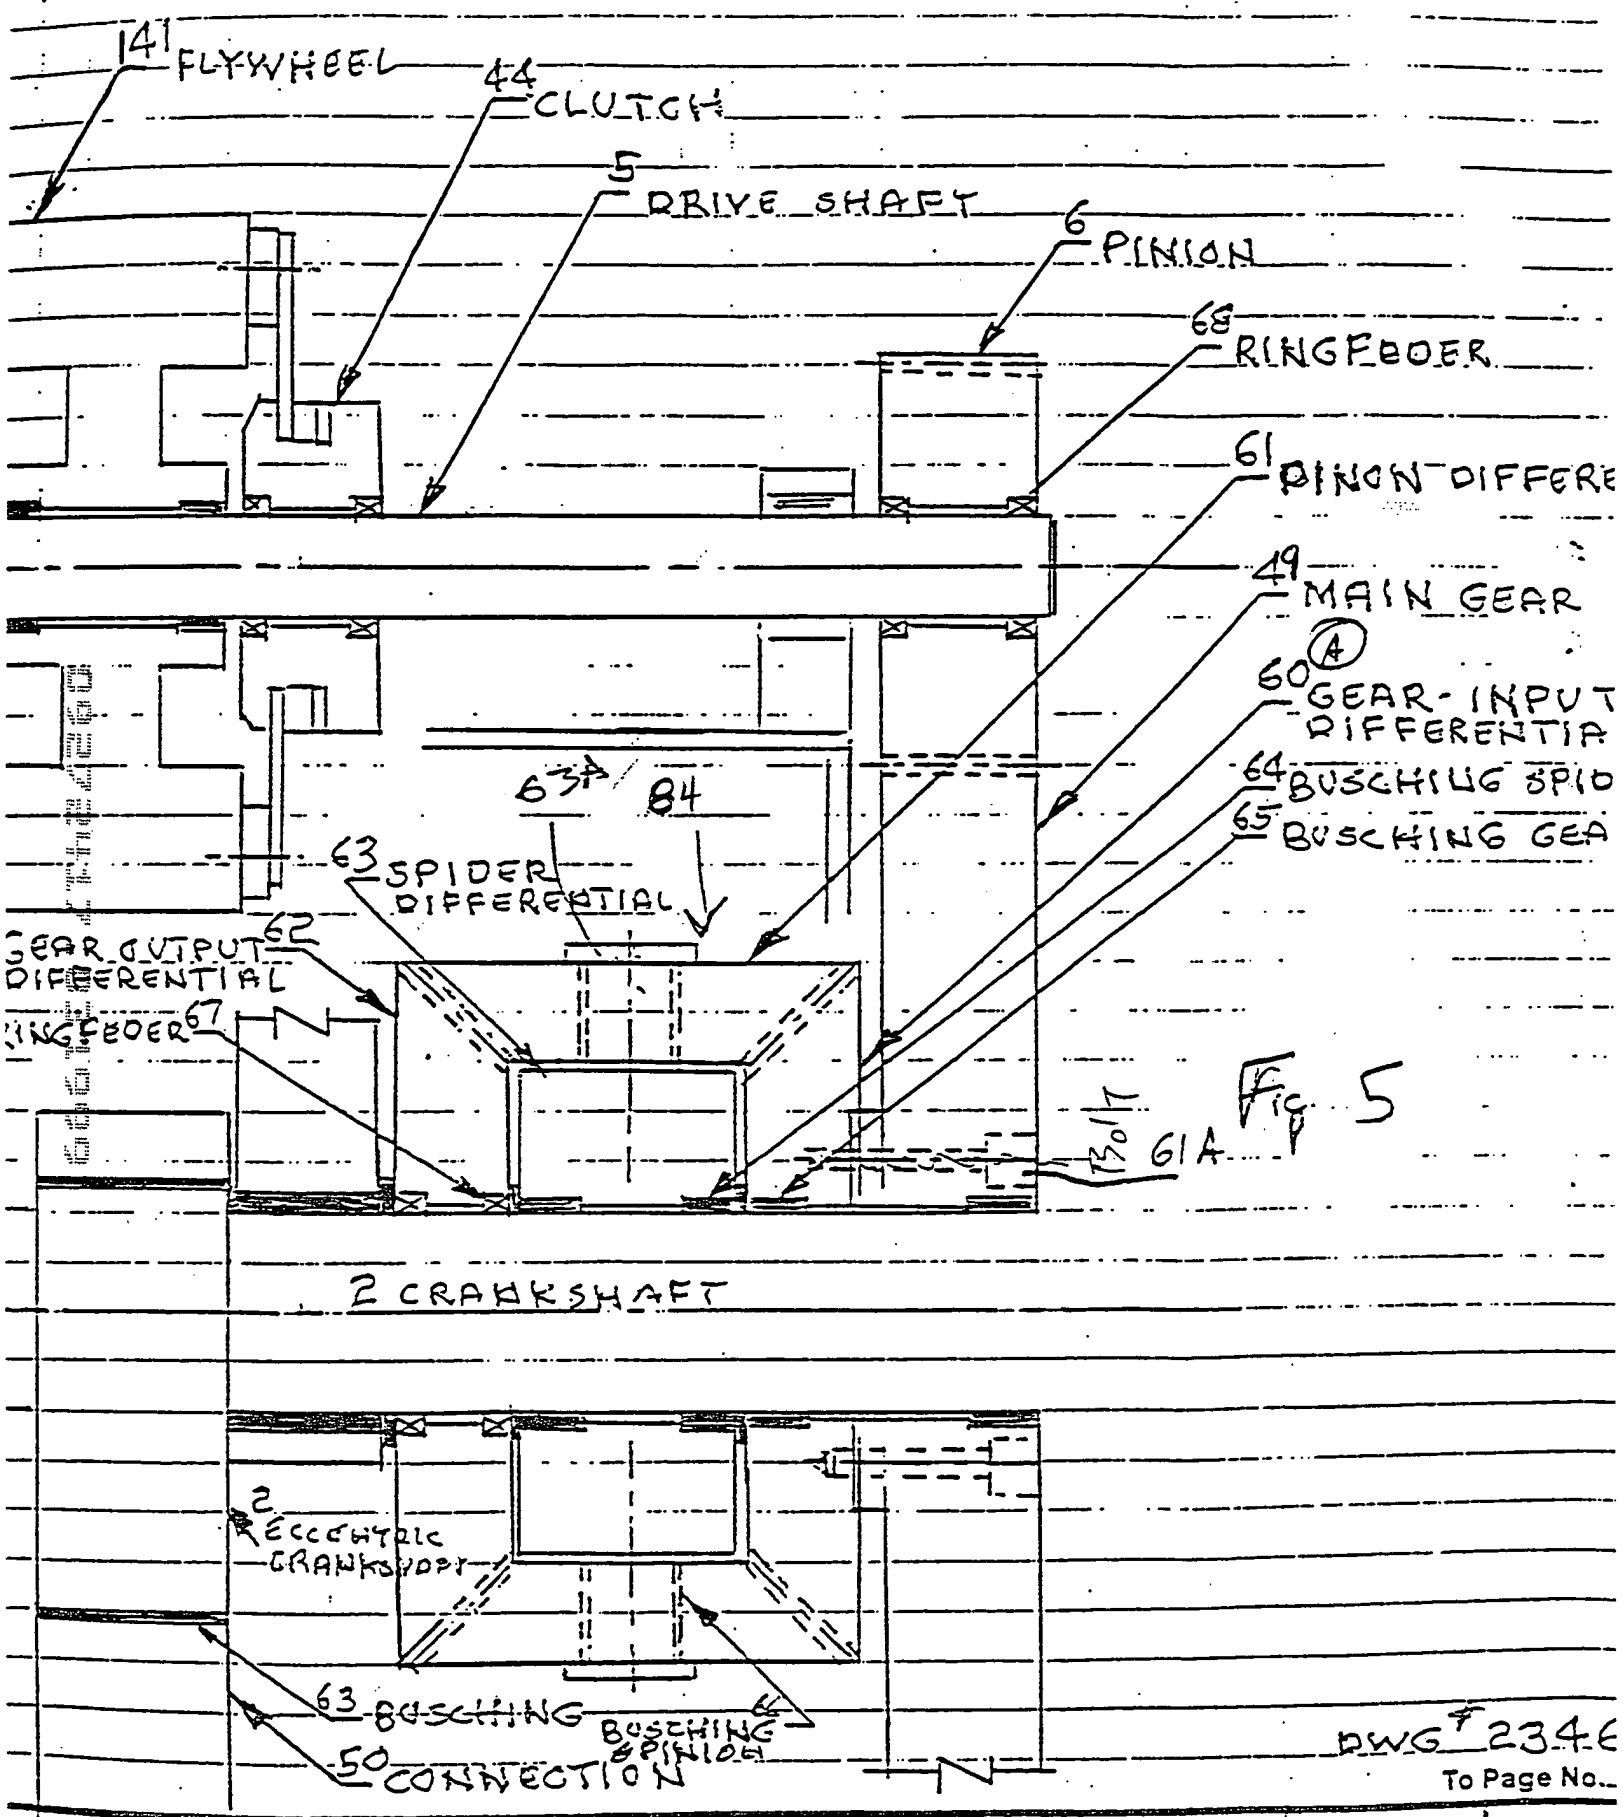 141 FLYWHEEL
44 CLUTCH
5 DRIVE SHAFT
6 PINION
68 RINGFEDER
61 PINON DIFFERE
49 MAIN GEAR
A
60 GEAR-INPUT
DIFFERENTIA
64 BUSCHING SPID
65 BUSCHING GEA
63A
84
63 SPIDER
DIFFERENTIAL
62
GEAR OUTPUT
DIFFERENTIAL
INGFEDER 67
Bolt
61A
Fig. 5
2 CRANKSHAFT
2
ECCENTRIC
CRANKSHAFT
63 BUSCHING
BUSCHING
PINION
50 CONNECTION
DWG # 2346
To Page No.